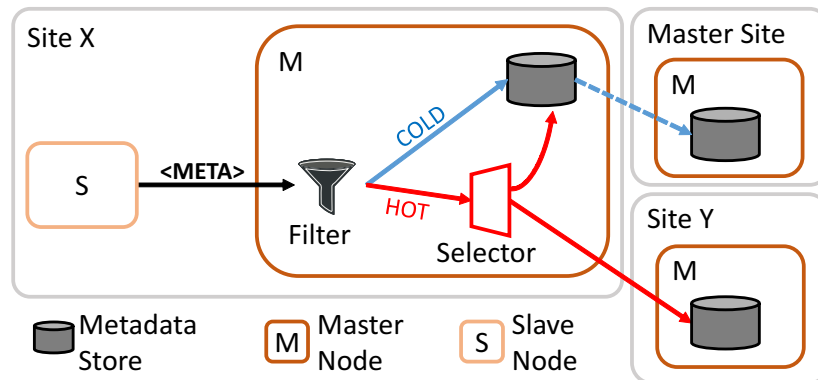 Site X
M
COLD
S
<META>
Filter
HOT
Selector
Master Site
M
Site Y
M
Metadata
Store
M
Master
Node
S
Slave
Node